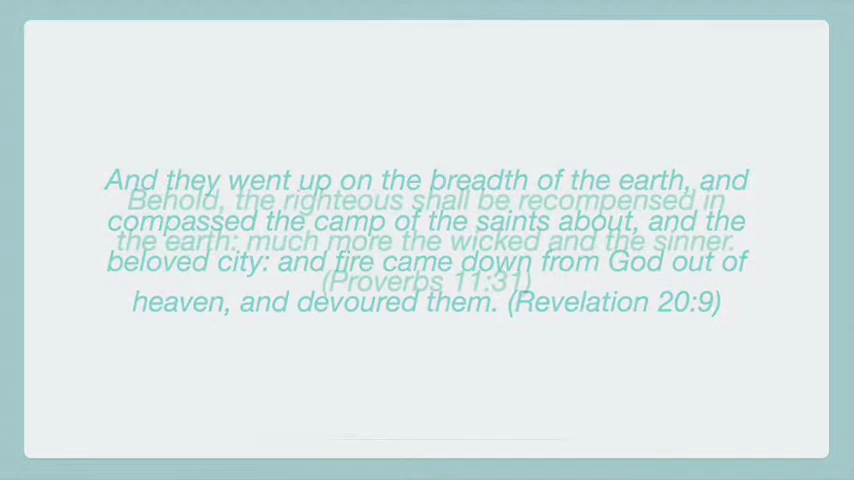 And they went up on the breadth of the earth, and
compassed the camp of the saints about, and the
beloved city: and fire came down from God out of
heaven, and devoured them. (Revelation 20:9)
Behold, the righteous shall be recompensed in
the earth: much more the wicked and the sinner.
(Proverbs 11:31)